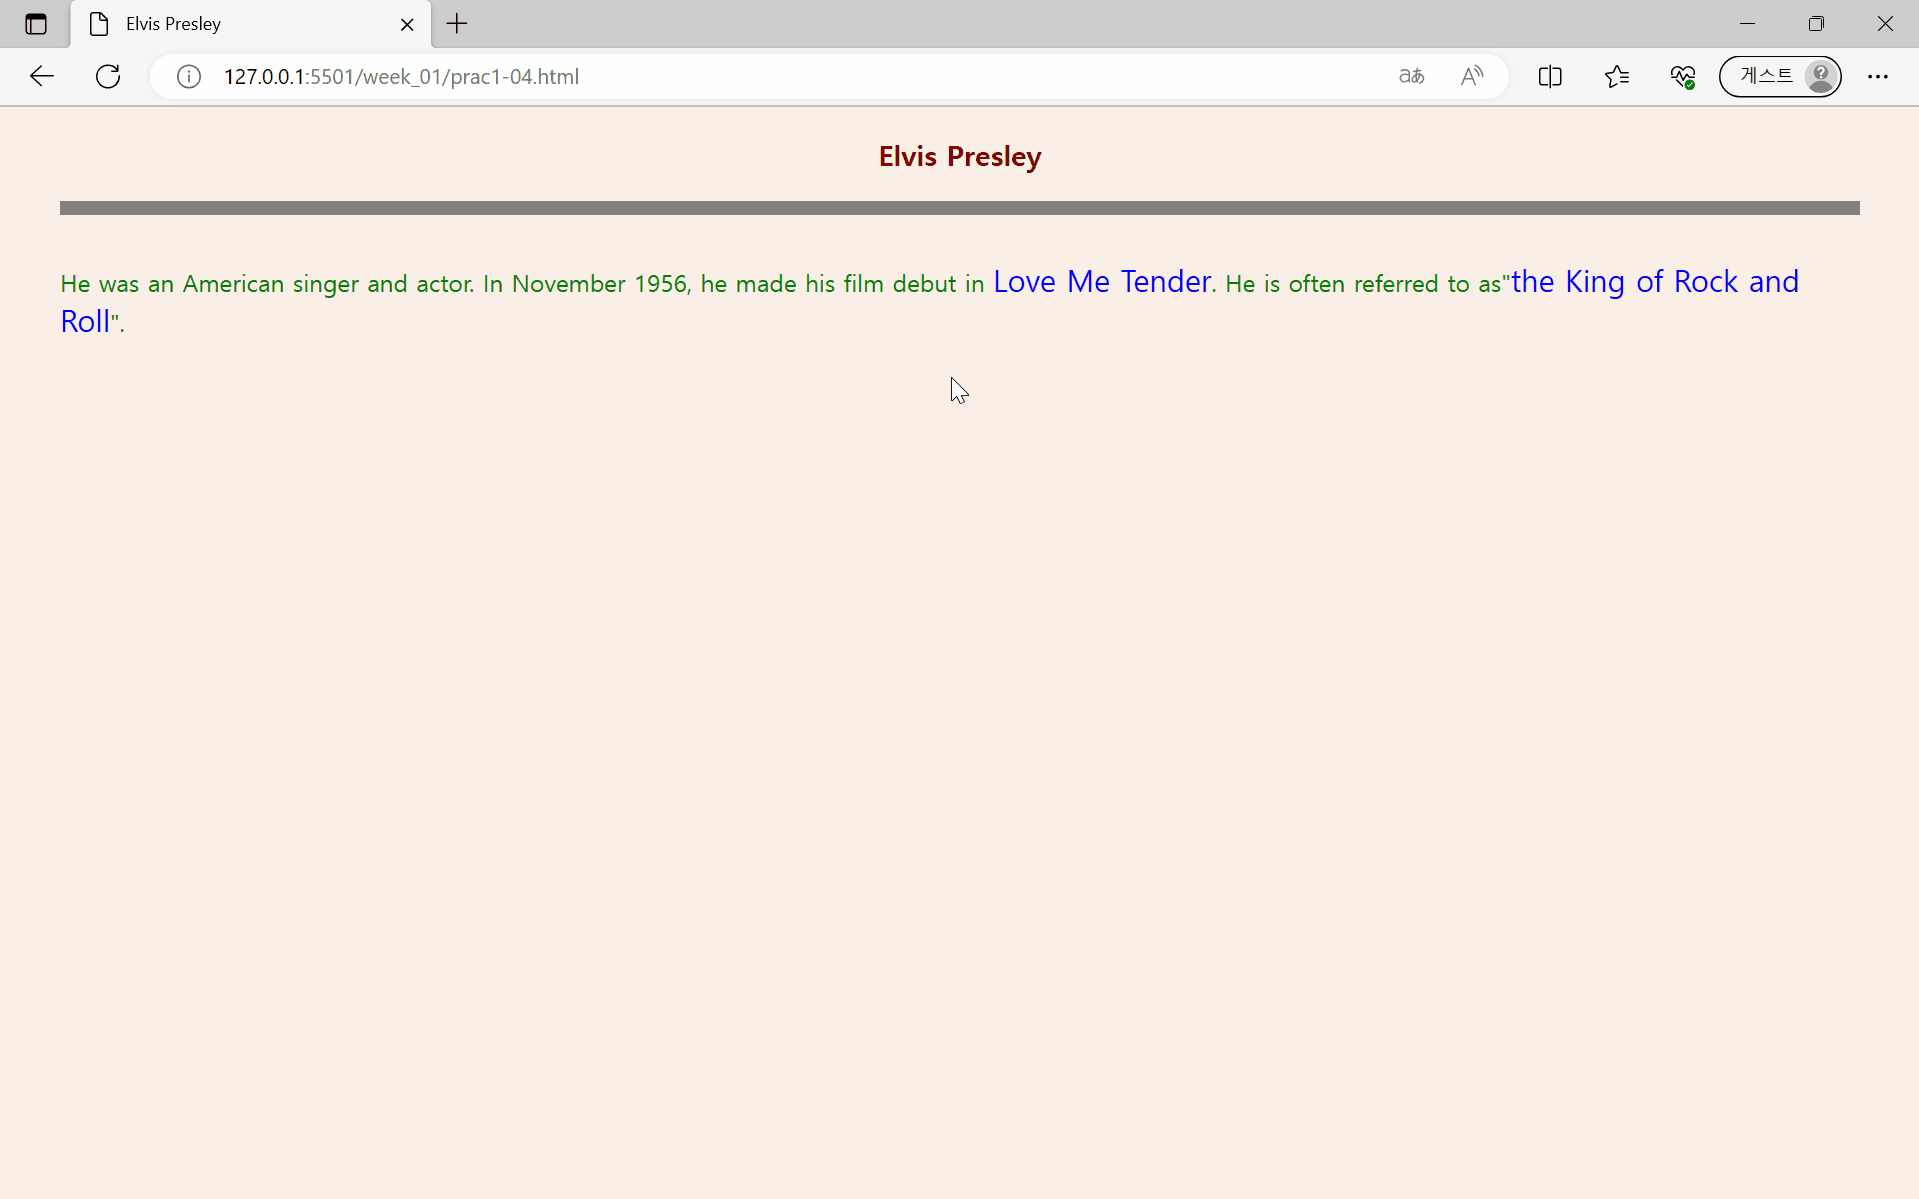 Elvis Presley
127.0.0.1:5501/week_01/prac1-04.html
게스트
Elvis Presley
He was an American singer and actor. In November 1956, he made his film debut in Love Me Tender. He is often referred to as"the King of Rock and
Roll".